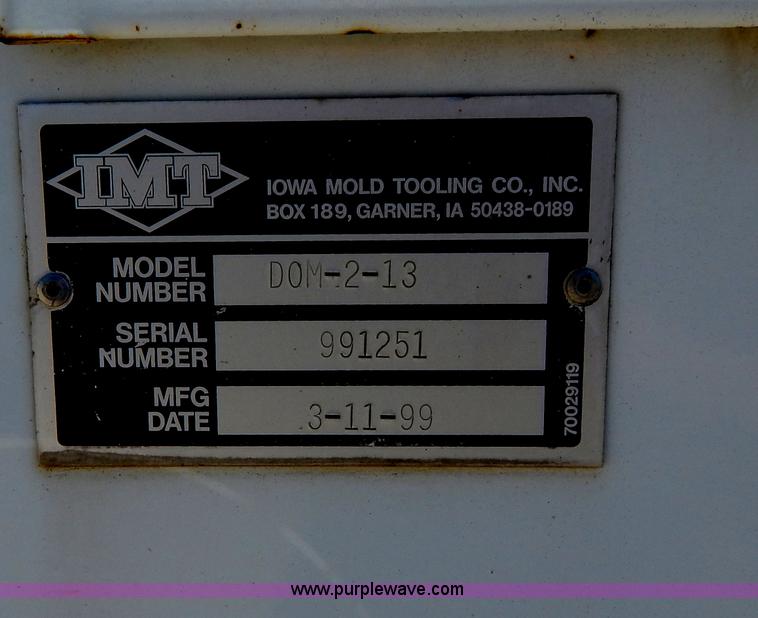 IMT
IOWA MOLD TOOLING CO., INC.
BOX 189, GARNER, IA 50438-0189
MODEL NUMBER DOM-2-13
SERIAL NUMBER 991251
MFG DATE 3-11-99
70029119
www.purplewave.com